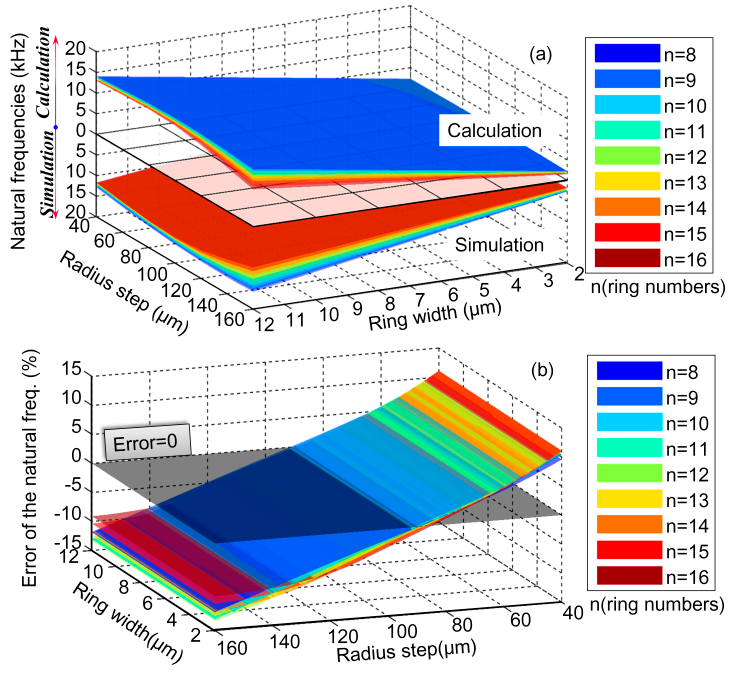 (a)
Natural frequencies (kHz)
Simulation Calculation
20
15
10
5
0
5
10
15
20
Calculation
Simulation
40
60
80
100
120
140
160
Radius step (µm)
12 11 10 9 8 7 6 5 4 3 2
Ring width (µm)
n=8
n=9
n=10
n=11
n=12
n=13
n=14
n=15
n=16
n(ring numbers)
(b)
Error of the natural freq. (%)
15
10
5
0
-5
-10
-15
Error=0
12
10
8
6
4
2
Ring width(µm)
160 140 120 100 80 60 40
Radius step(µm)
n=8
n=9
n=10
n=11
n=12
n=13
n=14
n=15
n=16
n(ring numbers)